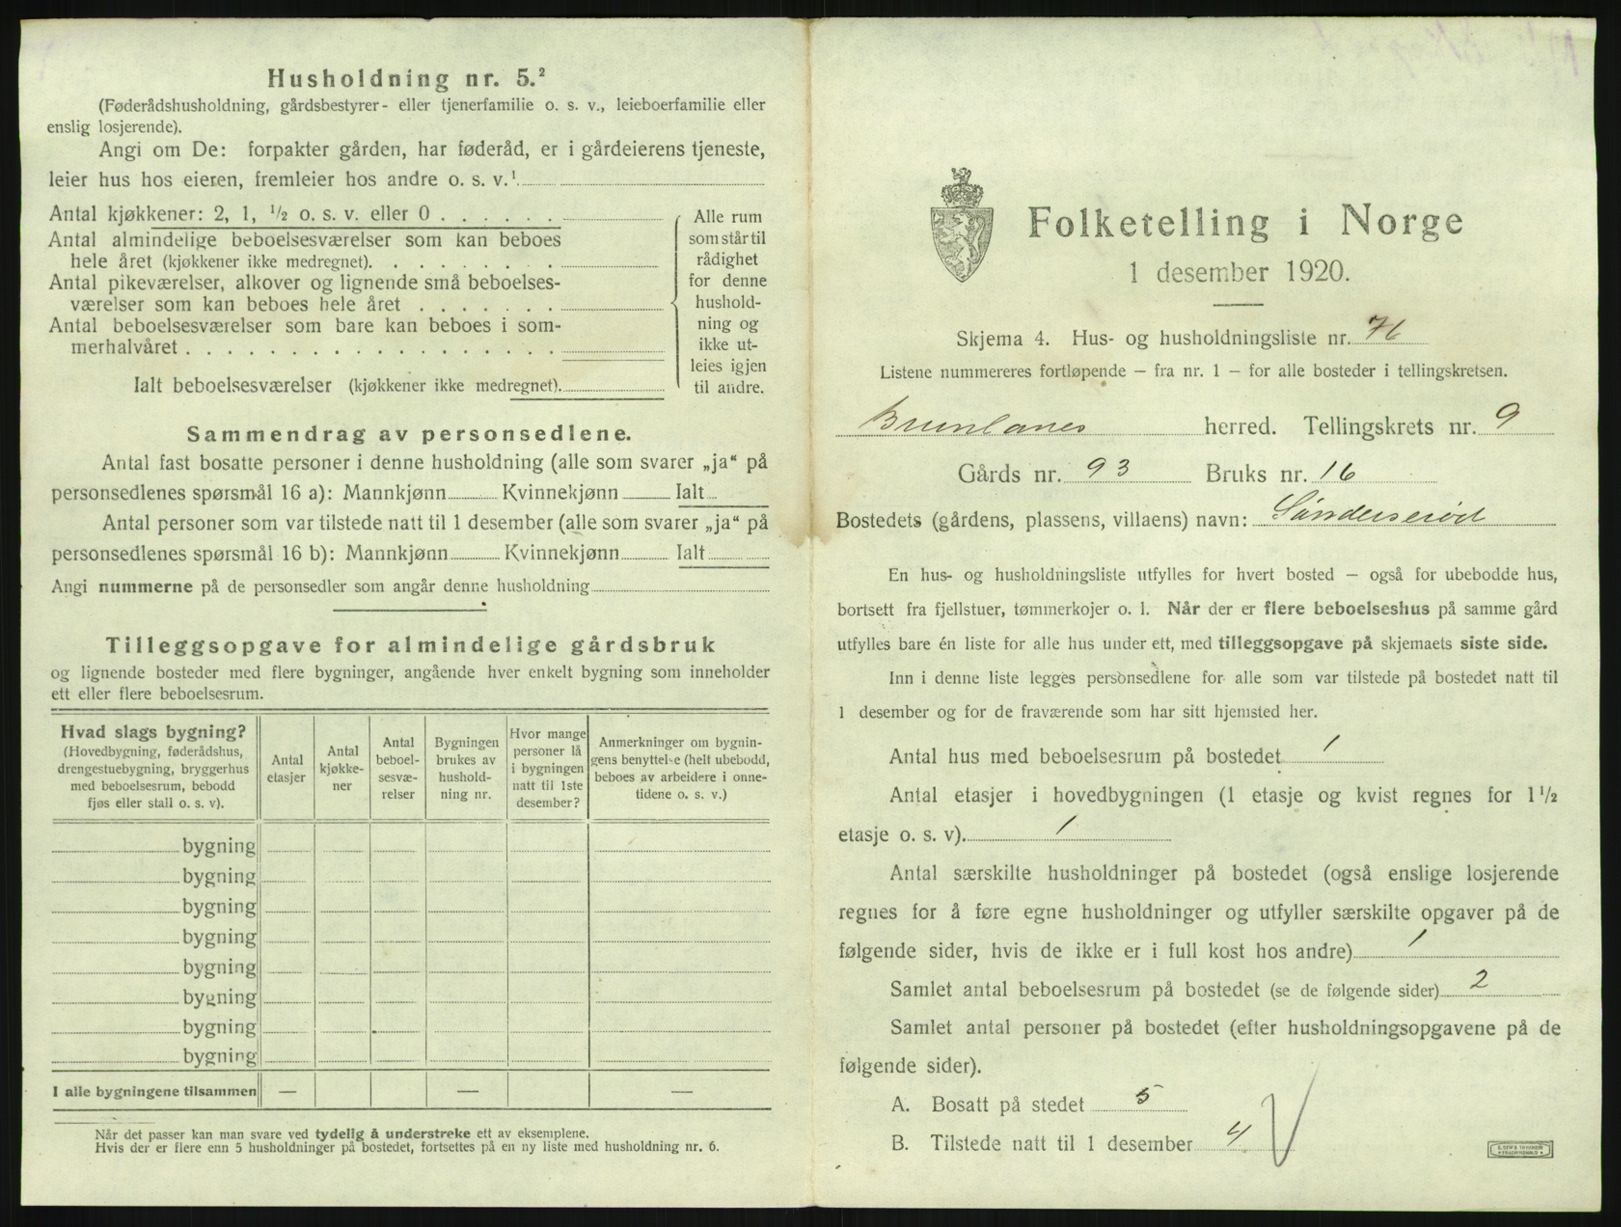 Husholdning nr. 5.²
(Føderådshusholdning, gårdsbestyrer- eller tjenerfamilie o. s. v., leieboerfamilie eller
enslig losjerende).
Angi om De: forpakter gården, har føderåd, er i gårdeierens tjeneste,
leier hus hos eieren, fremleier hos andre o. s. v.¹
Antal kjøkkener: 2, 1, ½ o. s. v. eller 0 . . . . . .
Antal almindelige beboelsesværelser som kan beboes
hele året (kjøkkener ikke medregnet). . . . . . . .
Antal pikeværelser, alkover og lignende små beboelses-
værelser som kan beboes hele året . . . . . . .
Antal beboelsesværelser som bare kan beboes i som-
merhalvåret . . . . . . . . . . . . . . . . . .
Ialt beboelsesværelser (kjøkkener ikke medregnet).
Alle rum
som står til
rådighet
for denne
hushold-
ning og
ikke ut-
leies igjen
til andre.
Sammendrag av personsedlene.
Antal fast bosatte personer i denne husholdning (alle som svarer „ja“ på
personsedlenes spørsmål 16 a): Mannkjønn Kvinnekjønn Ialt
Antal personer som var tilstede natt til 1 desember (alle som svarer „ja“ på
personsedlenes spørsmål 16 b): Mannkjønn Kvinnekjønn Ialt
Angi nummerne på de personsedler som angår denne husholdning
Tilleggsopgave for almindelige gårdsbruk
og lignende bosteder med flere bygninger, angående hver enkelt bygning som inneholder
ett eller flere beboelsesrum.
Hvad slags bygning?
(Hovedbygning, føderådshus,
drengestuebygning, bryggerhus
med beboelsesrum, bebodd
fjøs eller stall o. s. v).
Antal
etasjer
Antal
kjøkke-
ner
Antal
beboel-
sesvæ-
relser
Bygningen
brukes av
hushold-
ning nr.
Hvor mange
personer lå
i bygningen
natt til 1ste
desember?
Anmerkninger om bygnin-
gens benyttelse (helt ubebodd,
beboes av arbeidere i onne-
tidene o. s. v.)
bygning
bygning
bygning
bygning
bygning
bygning
bygning
bygning
I alle bygningene tilsammen — — —
Når det passer kan man svare ved tydelig å understreke ett av eksemplene.
Hvis der er flere enn 5 husholdninger på bostedet, fortsettes på en ny liste med husholdning nr. 6.
Folketelling i Norge
1 desember 1920.
Skjema 4. Hus- og husholdningsliste nr. 76
Listene nummereres fortløpende — fra nr. 1 — for alle bosteder i tellingskretsen.
Brunlanes herred. Tellingskrets nr. 9
Gårds nr. 93 Bruks nr. 16
Bostedets (gårdens, plassens, villaens) navn: Sønderserød
En hus- og husholdningsliste utfylles for hvert bosted — også for ubebodde hus,
bortsett fra fjellstuer, tømmerkojer o. l. Når der er flere beboelseshus på samme gård
utfylles bare én liste for alle hus under ett, med tilleggsopgave på skjemaets siste side.
Inn i denne liste legges personsedlene for alle som var tilstede på bostedet natt til
1 desember og for de fraværende som har sitt hjemsted her.
Antal hus med beboelsesrum på bostedet 1
Antal etasjer i hovedbygningen (1 etasje og kvist regnes for 1½
etasje o. s. v). 1
Antal særskilte husholdninger på bostedet (også enslige losjerende
regnes for å føre egne husholdninger og utfyller særskilte opgaver på de
følgende sider, hvis de ikke er i full kost hos andre) 1
Samlet antal beboelsesrum på bostedet (se de følgende sider) 2
Samlet antal personer på bostedet (efter husholdningsopgavene på de
følgende sider).
A. Bosatt på stedet 5
B. Tilstede natt til 1 desember 4